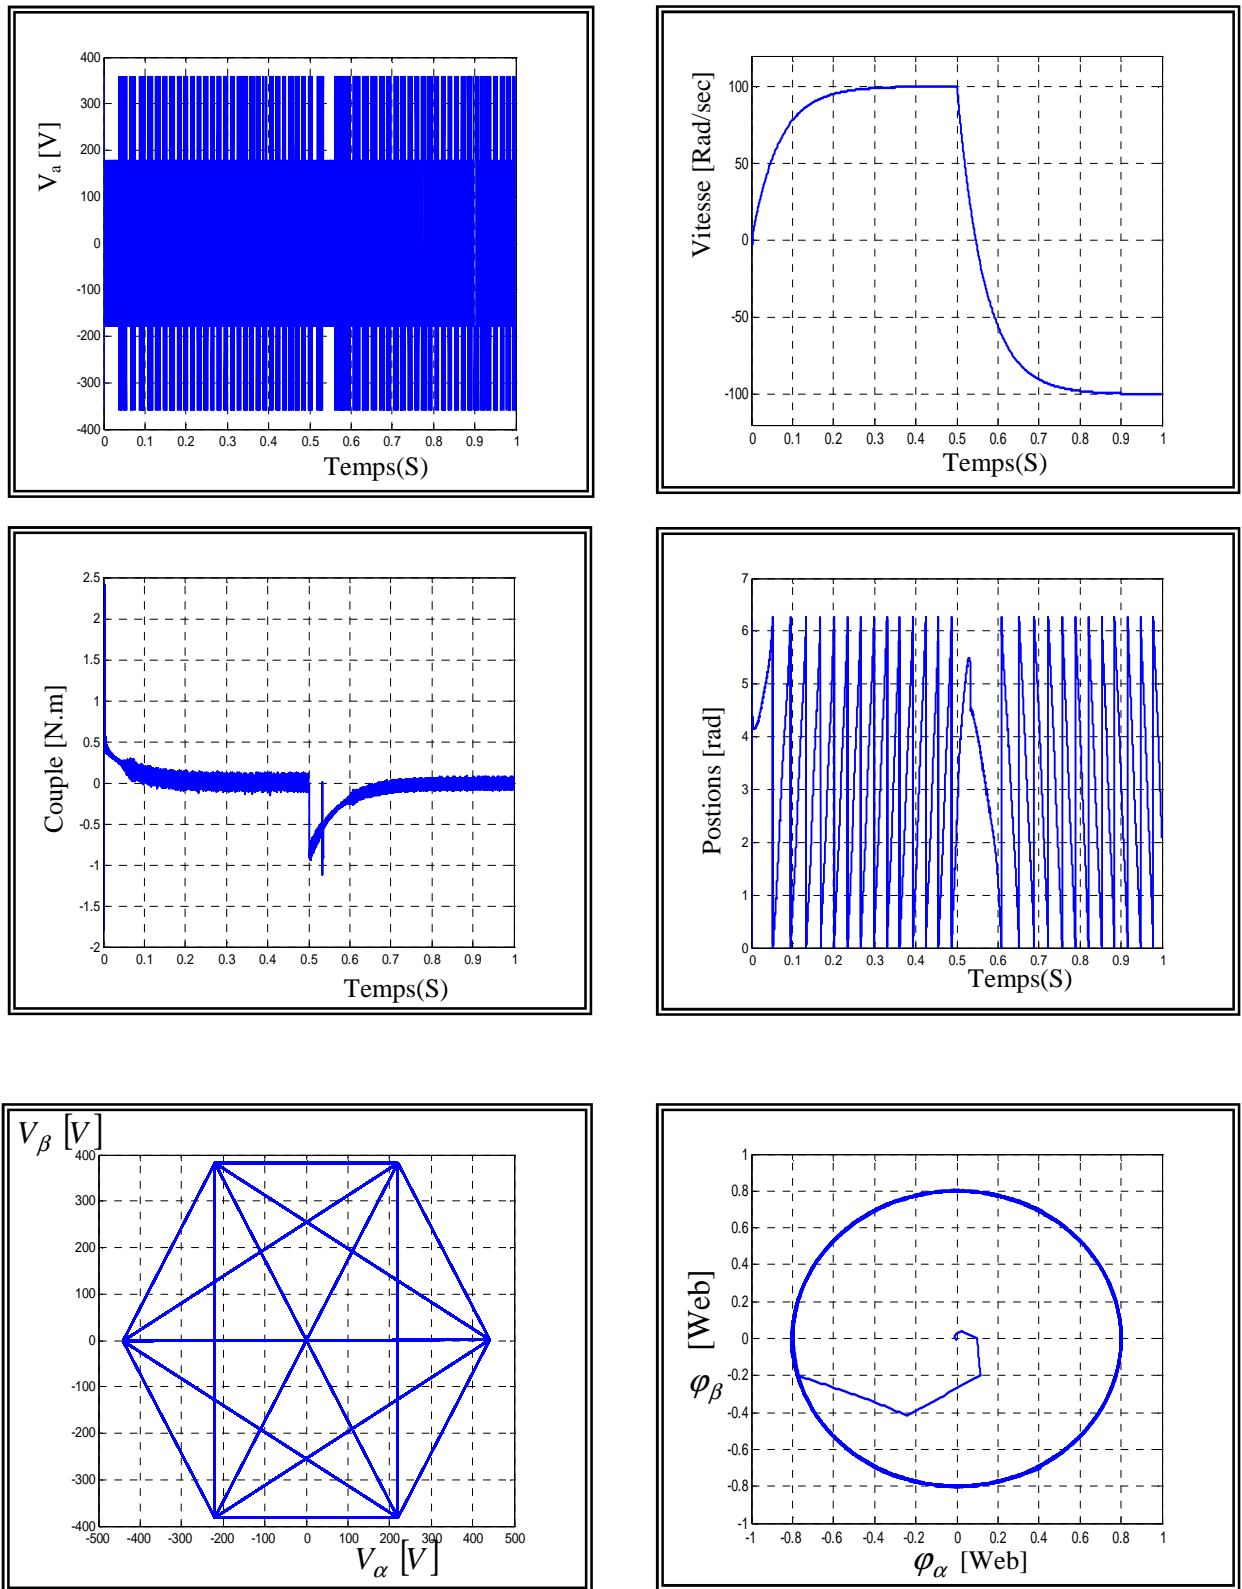 400
300
200
100
0
-100
-200
-300
-400
V_a [V]
0 0.1 0.2 0.3 0.4 0.5 0.6 0.7 0.8 0.9 1
Temps(S)
100
50
0
-50
-100
Vitesse [Rad/sec]
0 0.1 0.2 0.3 0.4 0.5 0.6 0.7 0.8 0.9 1
Temps(S)
2.5
2
1.5
1
0.5
0
-0.5
-1
-1.5
-2
Couple [N.m]
0 0.1 0.2 0.3 0.4 0.5 0.6 0.7 0.8 0.9 1
Temps(S)
7
6
5
4
3
2
1
0
Postions [rad]
0 0.1 0.2 0.3 0.4 0.5 0.6 0.7 0.8 0.9 1
Temps(S)
V_β [V]
400
300
200
100
0
-100
-200
-300
-400
-500 -400 -300 -200 -100 0 100 200 300 400 500
V_α [V]
1
0.8
0.6
0.4
0.2
0
-0.2
-0.4
-0.6
-0.8
-1
φ_β [Web]
-1 -0.8 -0.6 -0.4 -0.2 0 0.2 0.4 0.6 0.8 1
φ_α [Web]